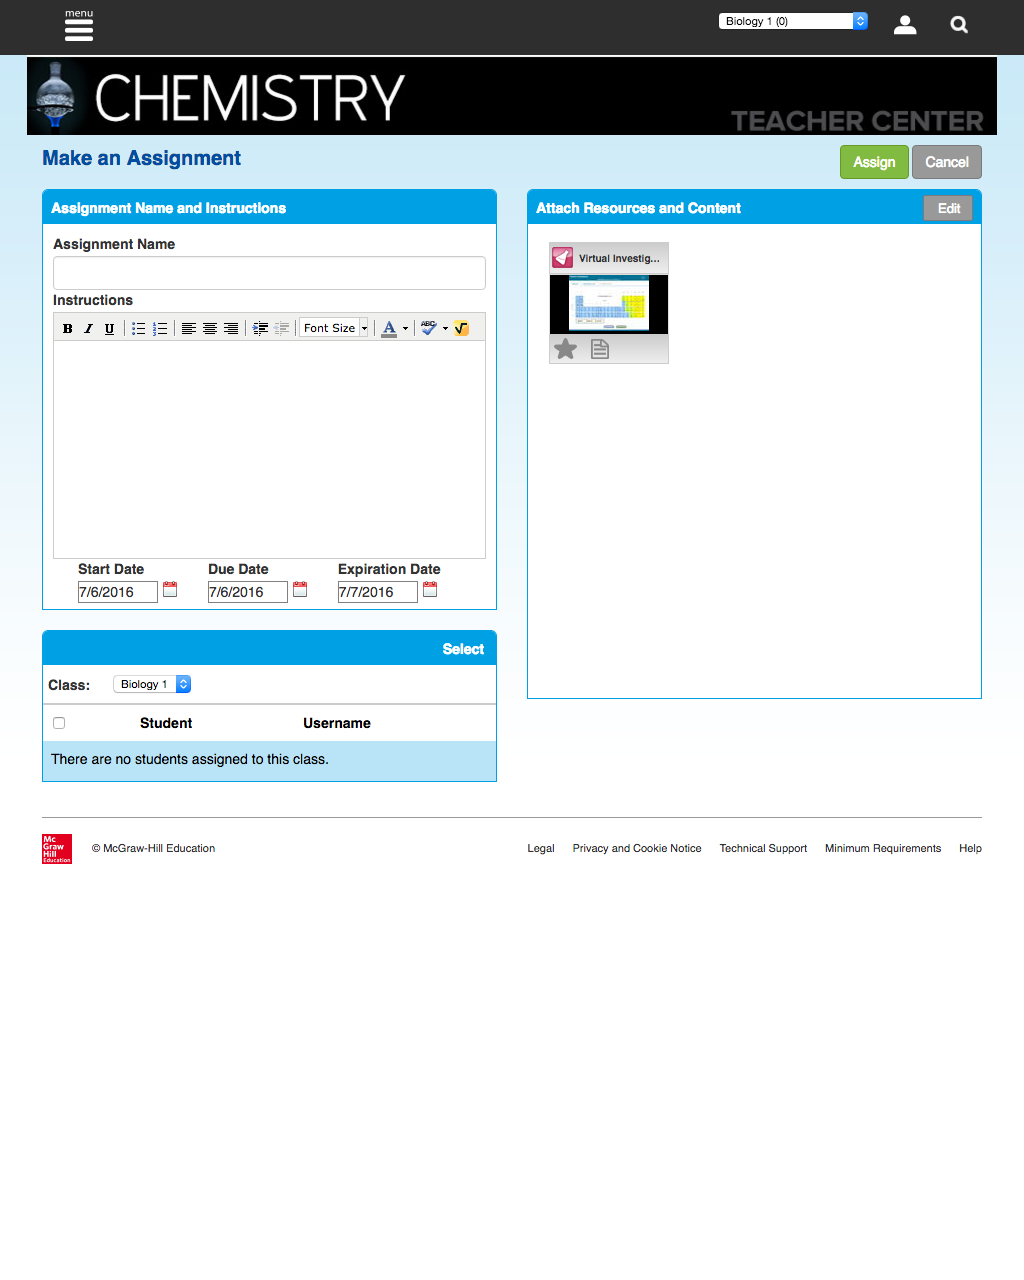 menu
Biology 1 (0)
CHEMISTRY
TEACHER CENTER
Make an Assignment
Assign
Cancel
Assignment Name and Instructions
Assignment Name
Instructions
B I U
Font Size
A
ABC
Start Date
Due Date
Expiration Date
7/6/2016
7/6/2016
7/7/2016
Attach Resources and Content
Edit
Virtual Investig...
Select
Class:
Biology 1
Student
Username
There are no students assigned to this class.
Mc
Graw
Hill
Education
© McGraw-Hill Education
Legal
Privacy and Cookie Notice
Technical Support
Minimum Requirements
Help